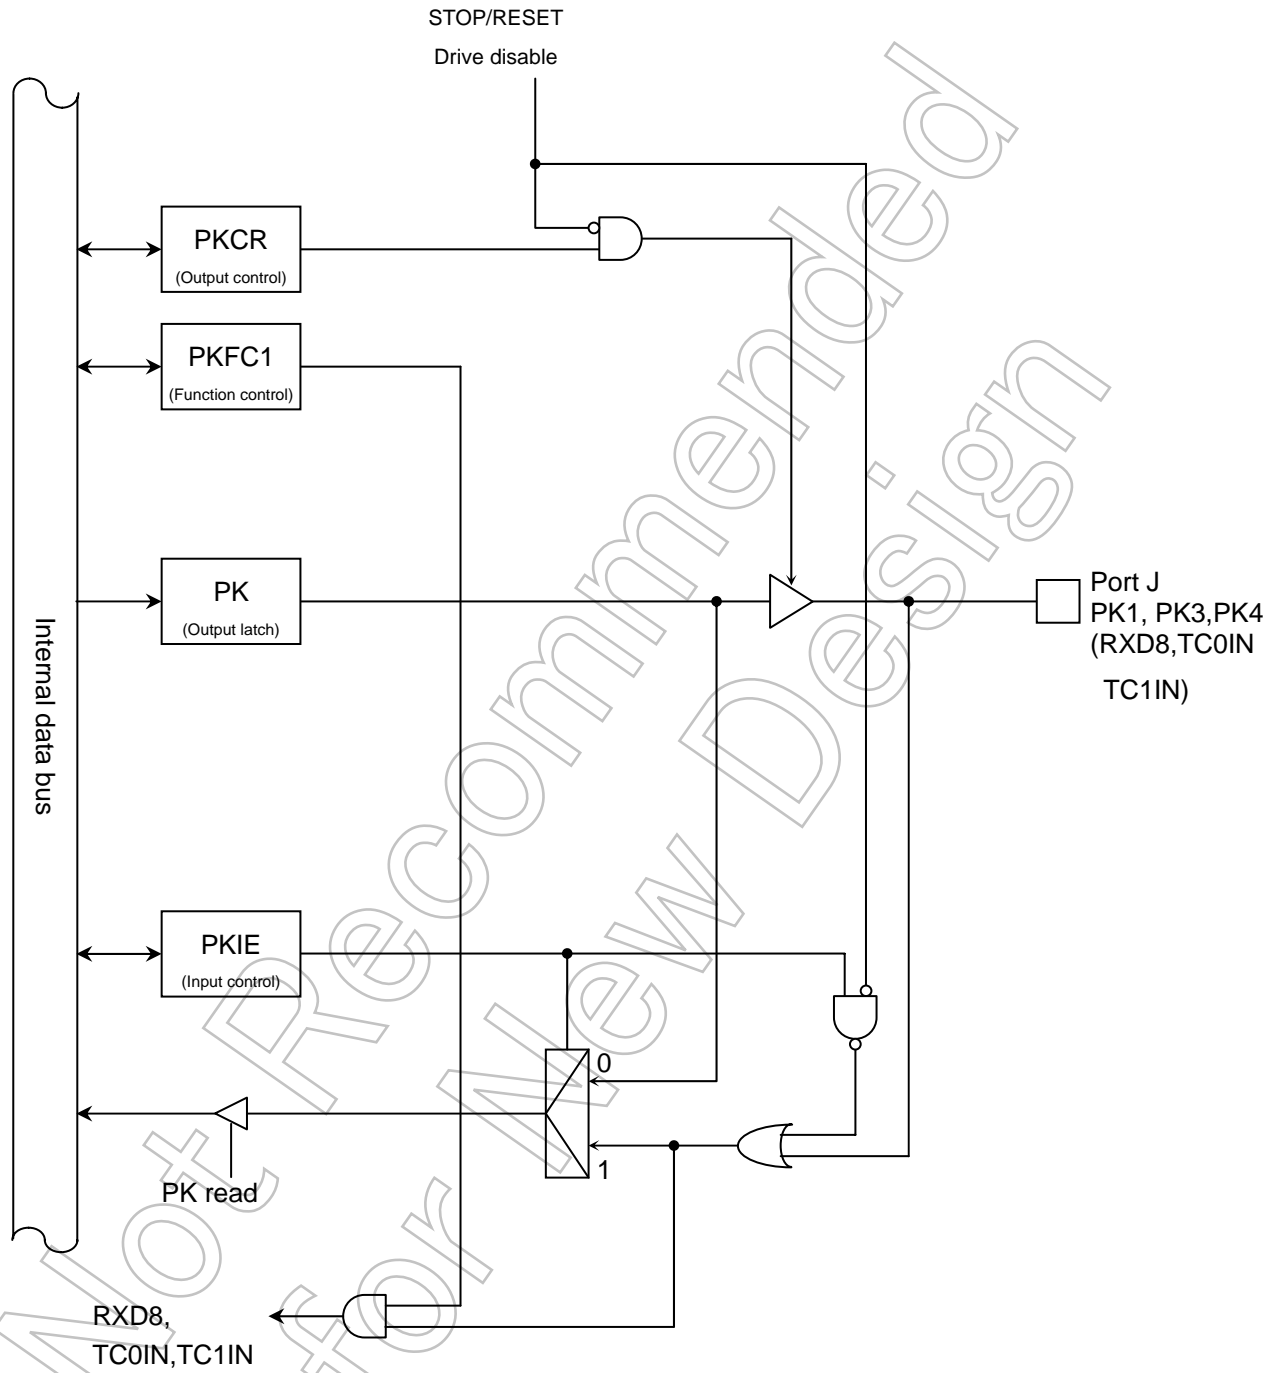 STOP/RESET
Drive disable
PKCR
(Output control)
PKFC1
(Function control)
PK
(Output latch)
Port J
PK1, PK3,PK4
(RXD8,TC0IN
TC1IN)
Internal data bus
PKIE
(Input control)
0
1
PK read
RXD8,
TC0IN,TC1IN
Not Recommended
for New Design